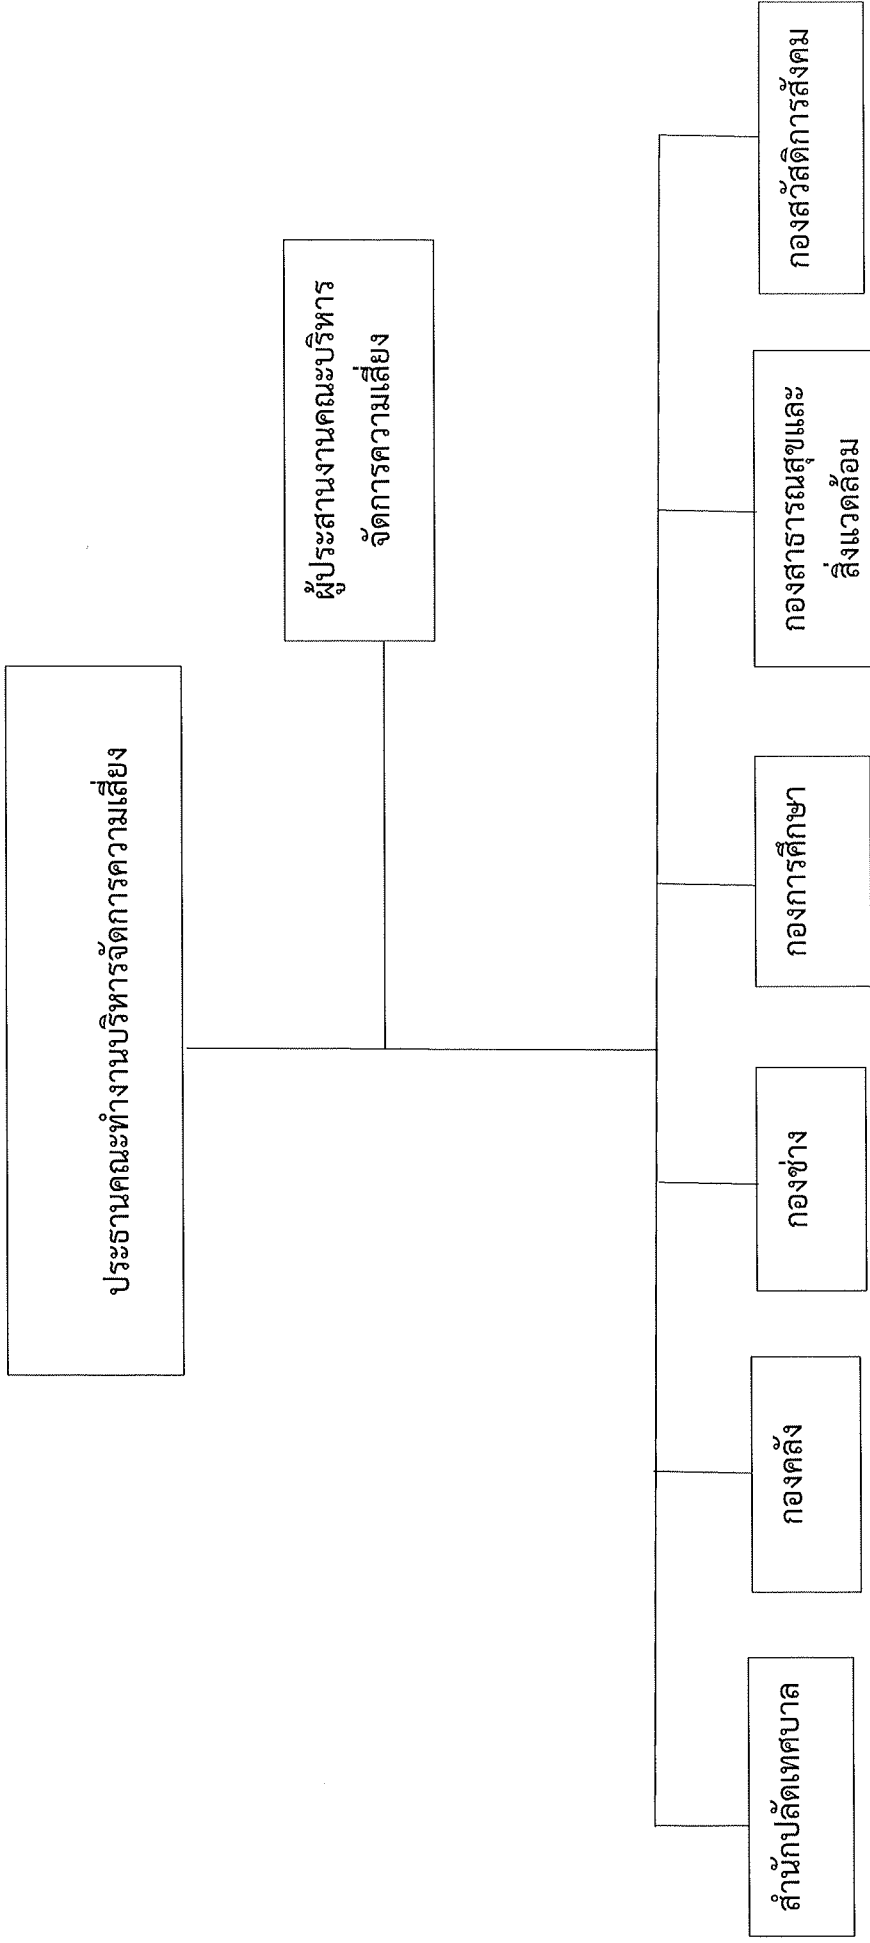 ประธานคณะทำงานบริหารจัดการความเสี่ยง
ผู้ประสานงานคณะบริหาร
จัดการความเสี่ยง
สำนักปลัดเทศบาล
กองคลัง
กองช่าง
กองการศึกษา
กองสาธารณสุขและ
สิ่งแวดล้อม
กองสวัสดิการสังคม